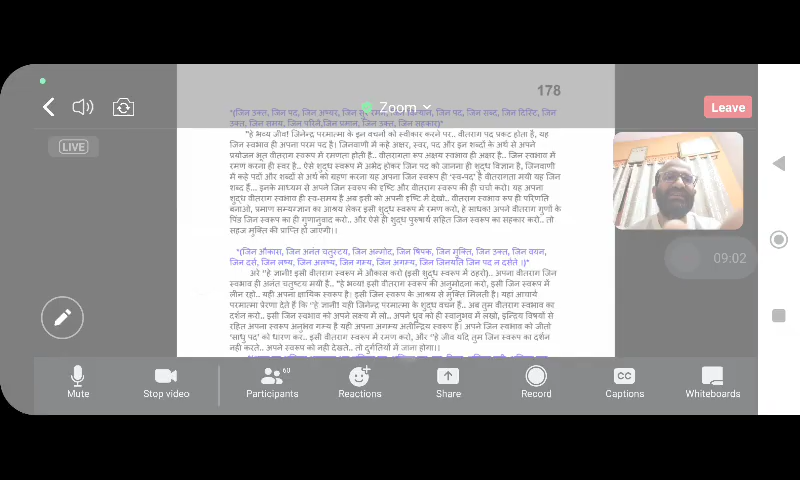 178
Zoom
Leave
LIVE
"(जिन उक्त, जिन पद, जिन अष्यर, जिन सुर रमन, जिन विन्यान, जिन पद, जिन शब्द, जिन दिस्टि, जिन
उवत, जिन समय, जिन परिनै,जिन प्रमान, जिन उक्त, जिन सहकार)"
"हे भव्य जीव! जिनेन्द्र परमात्मा के इन वचनों को स्वीकार करने पर.. वीतराग पद प्रकट होता है, यह
जिन स्वभाव ही अपना परम पद है। जिनवाणी में कहे अक्षर, स्वर, पद और इन शब्दों के अर्थ से अपने
प्रयोजन भूत वीतराग स्वरूप में रमणता होती है.. वीतरागता रूप अक्षय स्वभाव ही अक्षर है.. जिन स्वभाव में
रमण करना ही स्वर है.. ऐसे शुद्ध स्वरूप में अभेद होकर जिन पद को जानना ही शुद्ध विज्ञान है, जिनवाणी
में कहे पदों और शब्दों से अर्थ को ग्रहण करना यह अपना जिन स्वरूप ही 'स्व-पद' है वीतरागता मयी यह जिन
शब्द हैं... इनके माध्यम से अपने जिन स्वरूप की दृष्टि और वीतराग स्वरूप की ही चर्चा करो। यह अपना
शुद्ध वीतराग स्वभाव ही स्व-समय है अब इसी को अपनी दृष्टि में देखो.. वीतराग स्वभाव रूप ही परिणति
बनाओ, प्रमाण सम्यग्ज्ञान का आश्रय लेकर इसी शुद्ध स्वरूप में रमण करो, हे साधक! अपने वीतराग गुणों के
पिंड जिन स्वरूप का ही गुणानुवाद करो.. और ऐसे ही शुद्ध पुरुषार्थ सहित जिन स्वरूप का सहकार करो.. तो
सहज मुक्ति की प्राप्ति हो जाएगी।।
"(जिन औकारा, जिन अनंत चतुस्टय, जिन अन्मोद, जिन षिपक, जिन मुक्ति, जिन उक्त, जिन वयन,
जिन दर्स, जिन लष्य, जिन अलष्य, जिन गम्य, जिन अगम्य, जिन जिनयति जिन पद न दर्सते ।)"
अरे "हे ज्ञानी! इसी वीतराग स्वरूप में औकास करो (इसी शुद्ध स्वरूप में ठहरो).. अपना वीतराग जिन
स्वभाव ही अनंत चतुष्टय मयी है.. "हे भव्य! इसी वीतराग स्वरूप की अनुमोदना करो, इसी जिन स्वरूप में
लीन रहो.. यही अपना क्षायिक स्वरूप है। इसी जिन स्वरूप के आश्रय से मुक्ति मिलती है। यहां आचार्य
परमात्मा प्रेरणा देते हैं कि "हे ज्ञानी! यही जिनेन्द्र परमात्मा के शुद्ध वचन हैं.. अब तुम वीतराग स्वभाव का
दर्शन करो.. इसी जिन स्वभाव को अपने लक्ष्य में लो.. अपने ध्रुव को ही स्वानुभव में लखो, इन्द्रिय विषयों से
रहित अपना स्वरूप अनुभव गम्य है यही अपना अगम्य अतीन्द्रिय स्वरूप है। अपने जिन स्वभाव को जीतो
'साधु पद' को धारण कर.. इसी वीतराग स्वरूप में रमण करो, और "हे जीव यदि तुम जिन स्वरूप का दर्शन
नहीं करते.. अपने स्वरूप को नहीं देखते.. तो दुर्गतियों में जाना होगा।।
09:02
60
Mute
Stop video
Participants
Reactions
Share
Record
CC
Captions
Whiteboards